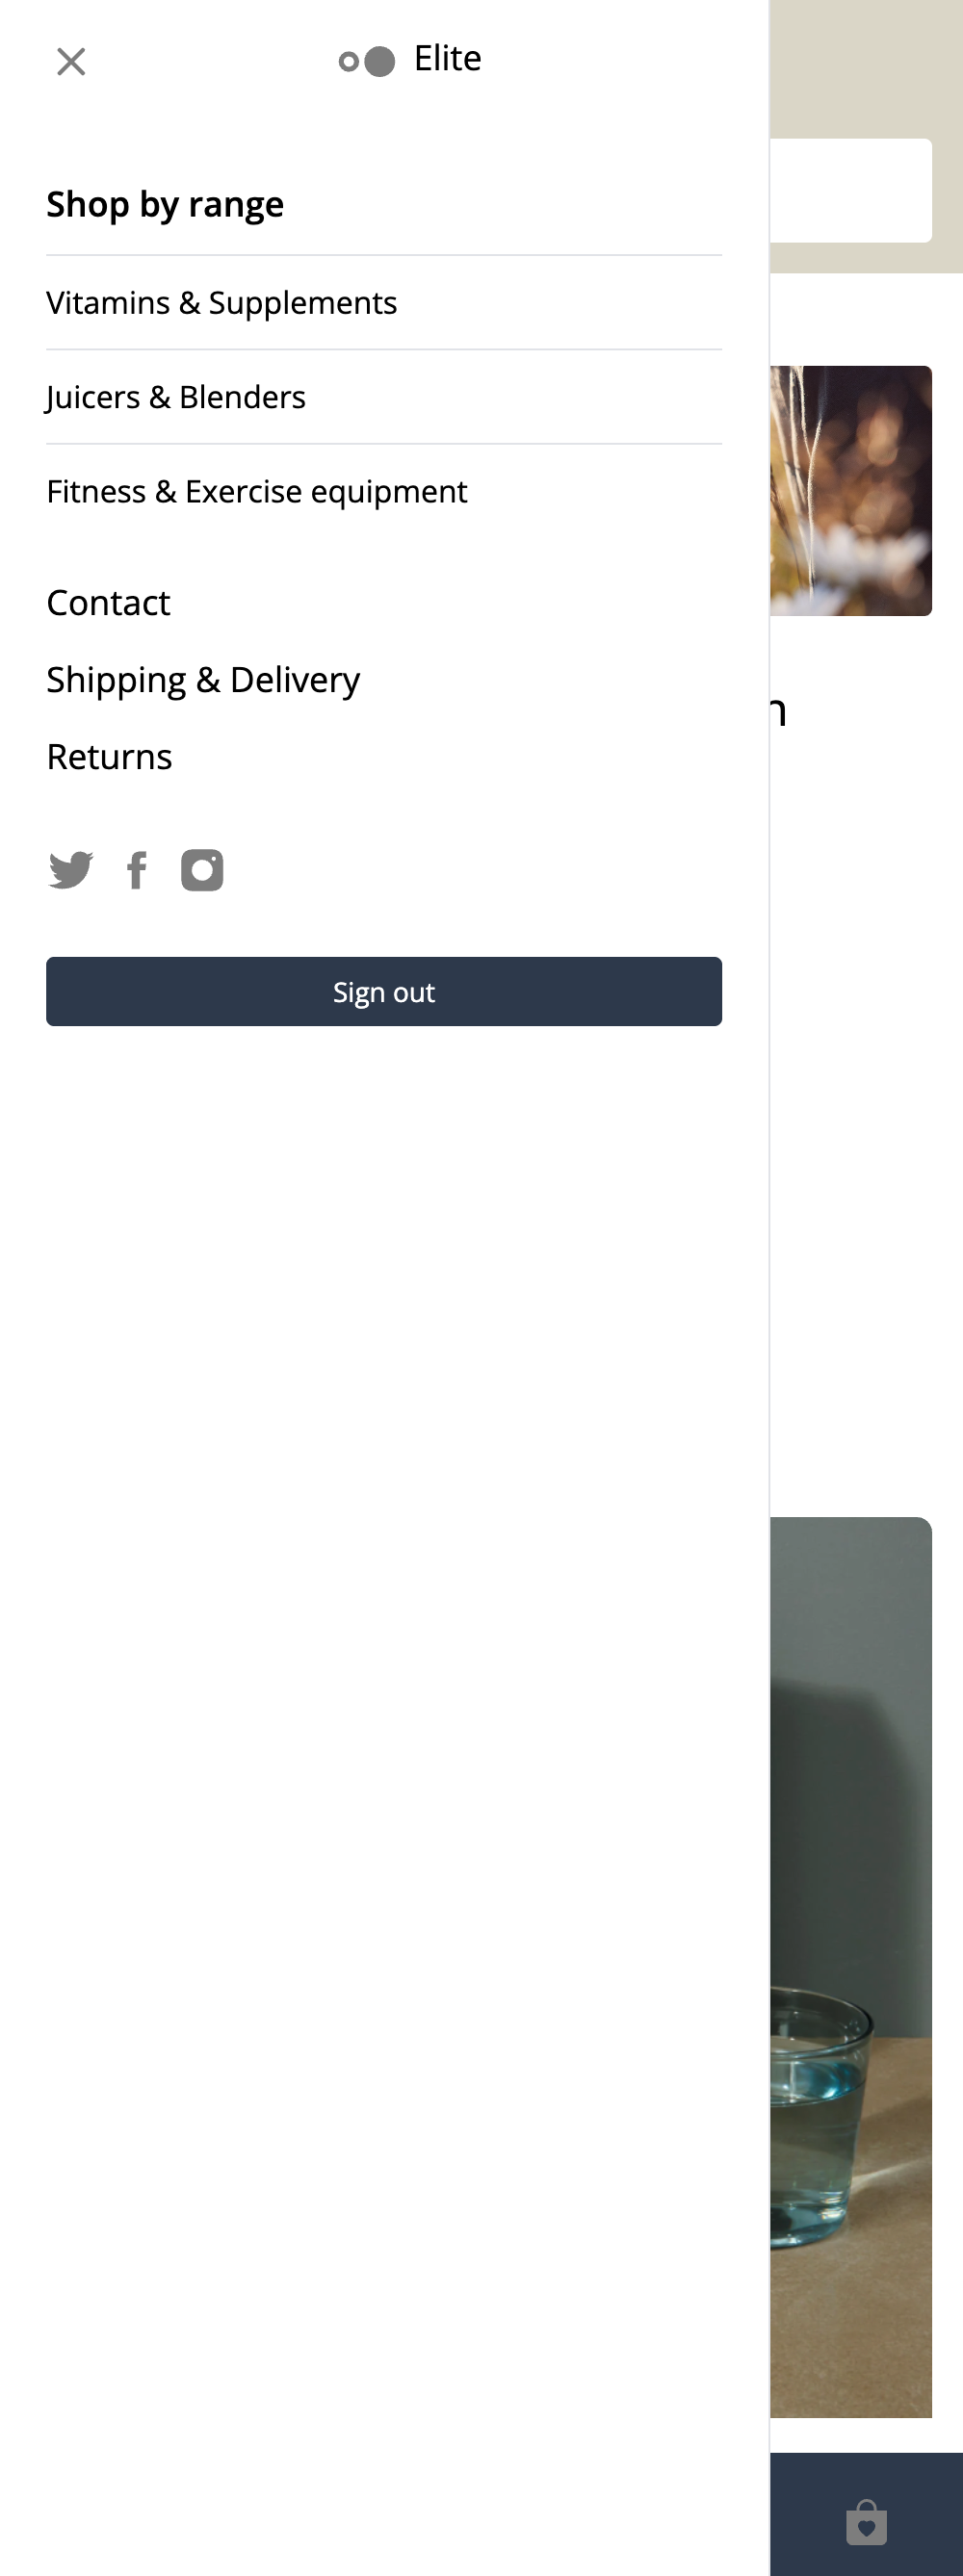 Elite
Shop by range
Vitamins & Supplements
Juicers & Blenders
Fitness & Exercise equipment
Contact
Shipping & Delivery
Returns
Sign out